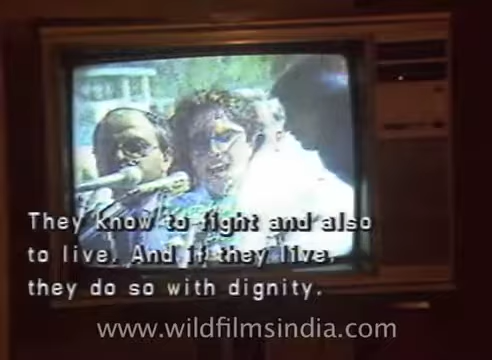 They know to fight and also
to live. And if they live,
they do so with dignity.
www.wildfilmsindia.com